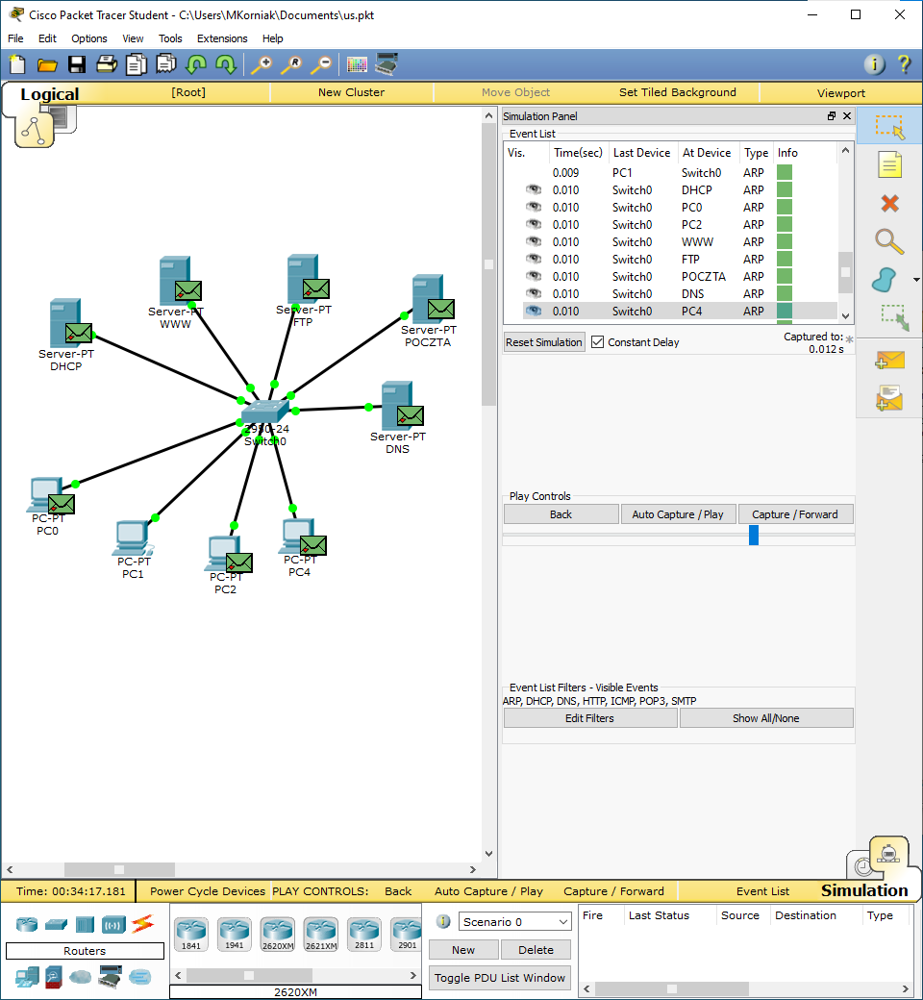 Cisco Packet Tracer Student - C:\Users\MKorniak\Documents\us.pkt
File Edit Options View Tools Extensions Help
Logical [Root] New Cluster Move Object Set Tiled Background Viewport
Simulation Panel
Event List
Vis. Time(sec) Last Device At Device Type Info
0.009 PC1 Switch0 ARP
0.010 Switch0 DHCP ARP
0.010 Switch0 PC0 ARP
0.010 Switch0 PC2 ARP
0.010 Switch0 WWW ARP
0.010 Switch0 FTP ARP
0.010 Switch0 POCZTA ARP
0.010 Switch0 DNS ARP
0.010 Switch0 PC4 ARP
Reset Simulation Constant Delay Captured to: *
0.012 s
Server-PT
WWW
Server-PT
FTP
Server-PT
POCZTA
Server-PT
DHCP
2950-24
Switch0
Server-PT
DNS
PC-PT
PC0
PC-PT
PC1
PC-PT
PC2
PC-PT
PC4
Play Controls
Back Auto Capture / Play Capture / Forward
Event List Filters - Visible Events
ARP, DHCP, DNS, HTTP, ICMP, POP3, SMTP
Edit Filters Show All/None
Time: 00:34:17.181 Power Cycle Devices PLAY CONTROLS: Back Auto Capture / Play Capture / Forward Event List Simulation
Routers
1841 1941 2620XM 2621XM 2811 2901
2620XM
Scenario 0
New Delete
Toggle PDU List Window
Fire Last Status Source Destination Type